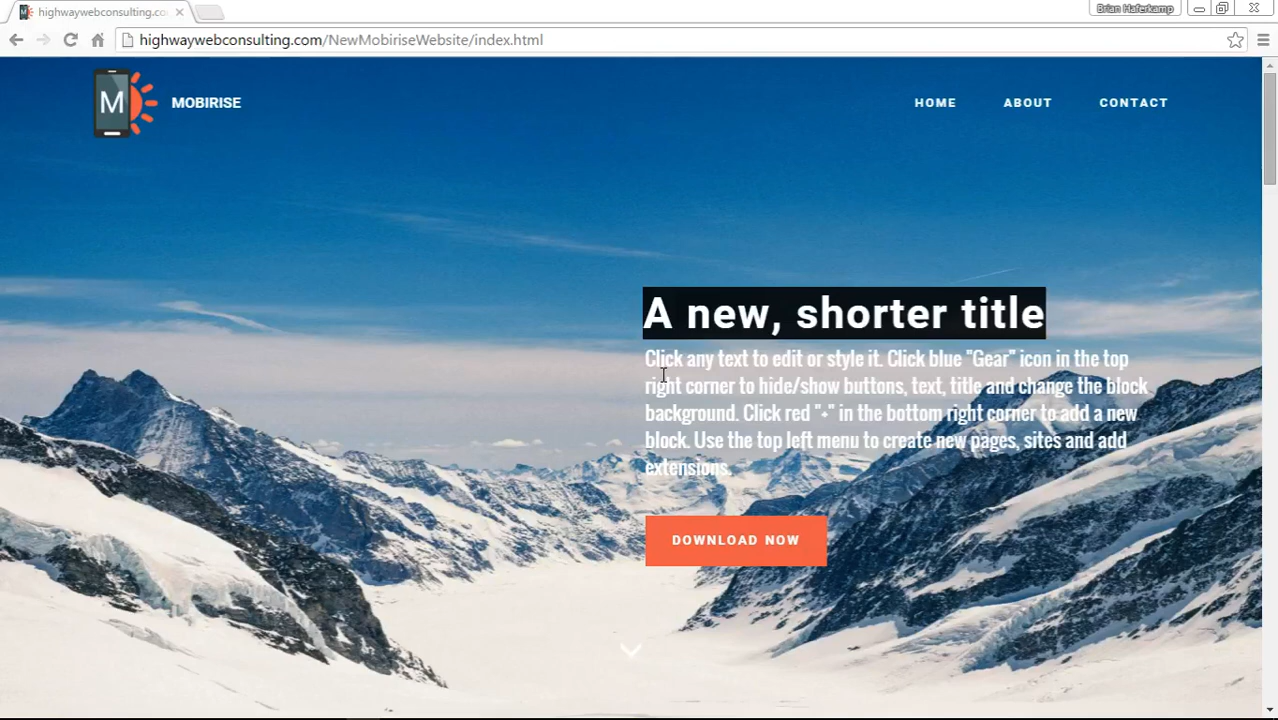 highwaywebconsulting.co
Brian Haferkamp
highwaywebconsulting.com/NewMobiriseWebsite/index.html
M
MOBIRISE
HOME ABOUT CONTACT
A new, shorter title
Click any text to edit or style it. Click blue "Gear" icon in the top
right corner to hide/show buttons, text, title and change the block
background. Click red "+" in the bottom right corner to add a new
block. Use the top left menu to create new pages, sites and add
extensions.
DOWNLOAD NOW